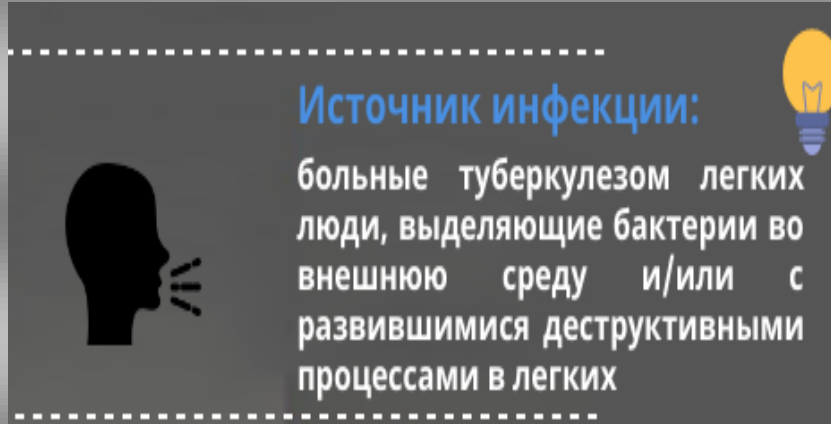 Источник инфекции:
больные туберкулезом легких
люди, выделяющие бактерии во
внешнюю среду и/или с
развившимися деструктивными
процессами в легких